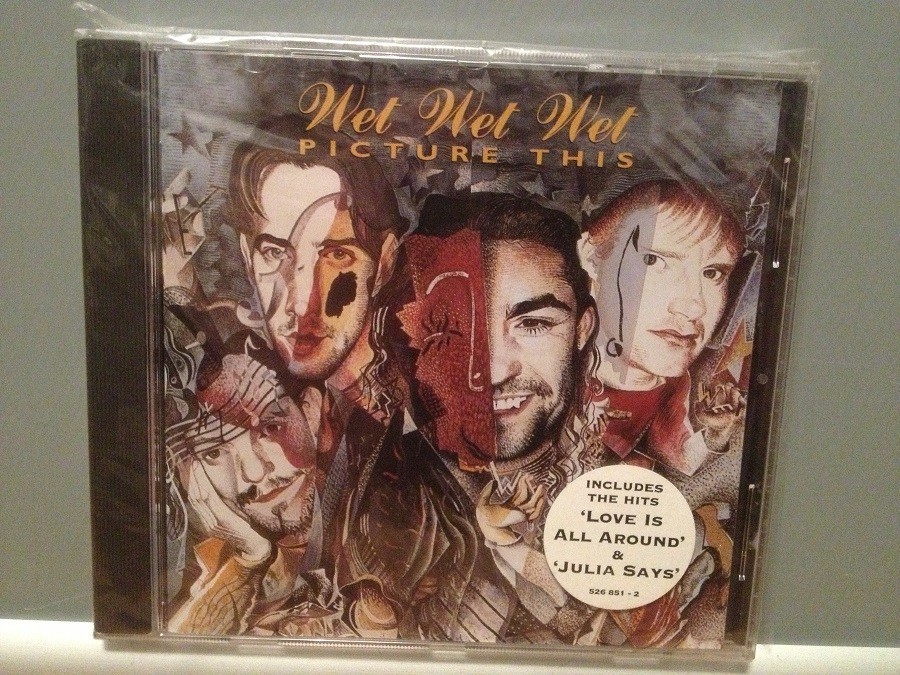 Wet Wet Wet
PICTURE THIS
INCLUDES
THE HITS
‘LOVE IS
ALL AROUND’
&
‘JULIA SAYS’
526 851 - 2